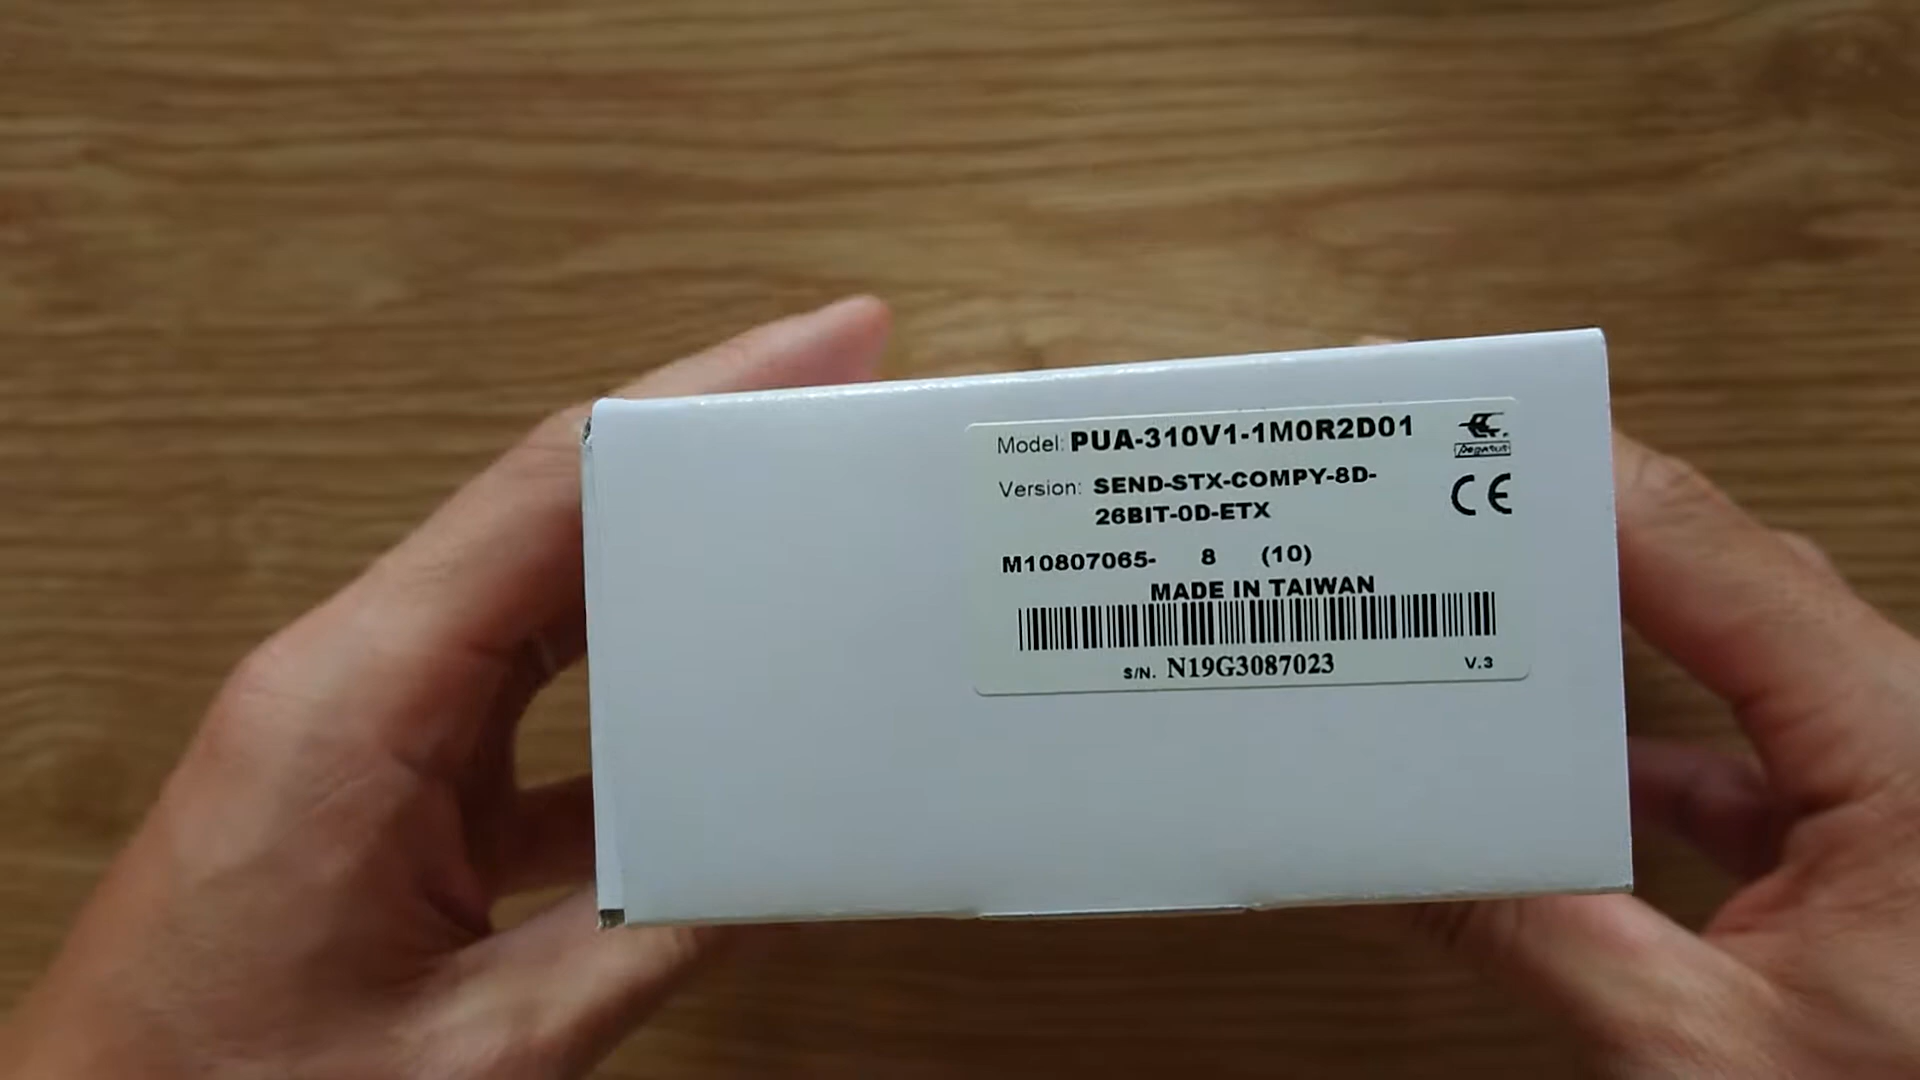 Model: PUA-310V1-1M0R2D01
Pegasus
Version: SEND-STX-COMPY-8D-
26BIT-0D-ETX
CE
M10807065- 8 (10)
MADE IN TAIWAN
S/N. N19G3087023 V.3